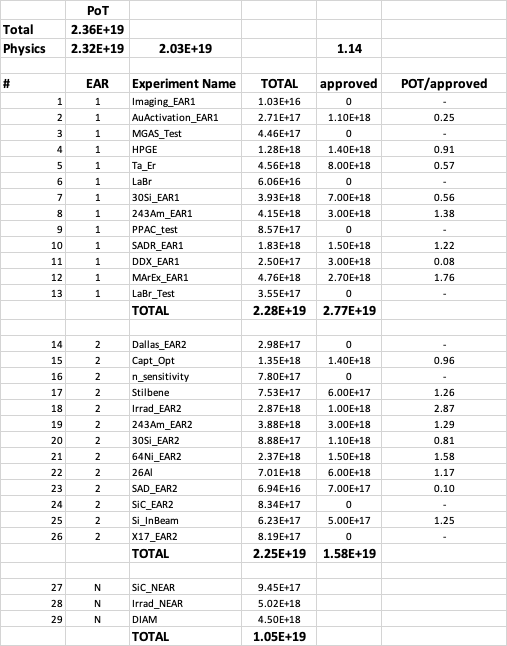 PoT
Total 2.36E+19
Physics 2.32E+19 2.03E+19 1.14
# EAR Experiment Name TOTAL approved POT/approved
1 1 Imaging_EAR1 1.03E+16 0 -
2 1 AuActivation_EAR1 2.71E+17 1.10E+18 0.25
3 1 MGAS_Test 4.46E+17 0 -
4 1 HPGE 1.28E+18 1.40E+18 0.91
5 1 Ta_Er 4.56E+18 8.00E+18 0.57
6 1 LaBr 6.06E+16 0 -
7 1 30Si_EAR1 3.93E+18 7.00E+18 0.56
8 1 243Am_EAR1 4.15E+18 3.00E+18 1.38
9 1 PPAC_test 8.57E+17 0 -
10 1 SADR_EAR1 1.83E+18 1.50E+18 1.22
11 1 DDX_EAR1 2.50E+17 3.00E+18 0.08
12 1 MArEx_EAR1 4.76E+18 2.70E+18 1.76
13 1 LaBr_Test 3.55E+17 0 -
TOTAL 2.28E+19 2.77E+19
14 2 Dallas_EAR2 2.98E+17 0 -
15 2 Capt_Opt 1.35E+18 1.40E+18 0.96
16 2 n_sensitivity 7.80E+17 0 -
17 2 Stilbene 7.53E+17 6.00E+17 1.26
18 2 Irrad_EAR2 2.87E+18 1.00E+18 2.87
19 2 243Am_EAR2 3.88E+18 3.00E+18 1.29
20 2 30Si_EAR2 8.88E+17 1.10E+18 0.81
21 2 64Ni_EAR2 2.37E+18 1.50E+18 1.58
22 2 26Al 7.01E+18 6.00E+18 1.17
23 2 SAD_EAR2 6.94E+16 7.00E+17 0.10
24 2 SiC_EAR2 8.34E+17 0 -
25 2 Si_InBeam 6.23E+17 5.00E+17 1.25
26 2 X17_EAR2 8.19E+17 0 -
TOTAL 2.25E+19 1.58E+19
27 N SiC_NEAR 9.45E+17
28 N Irrad_NEAR 5.02E+18
29 N DIAM 4.50E+18
TOTAL 1.05E+19